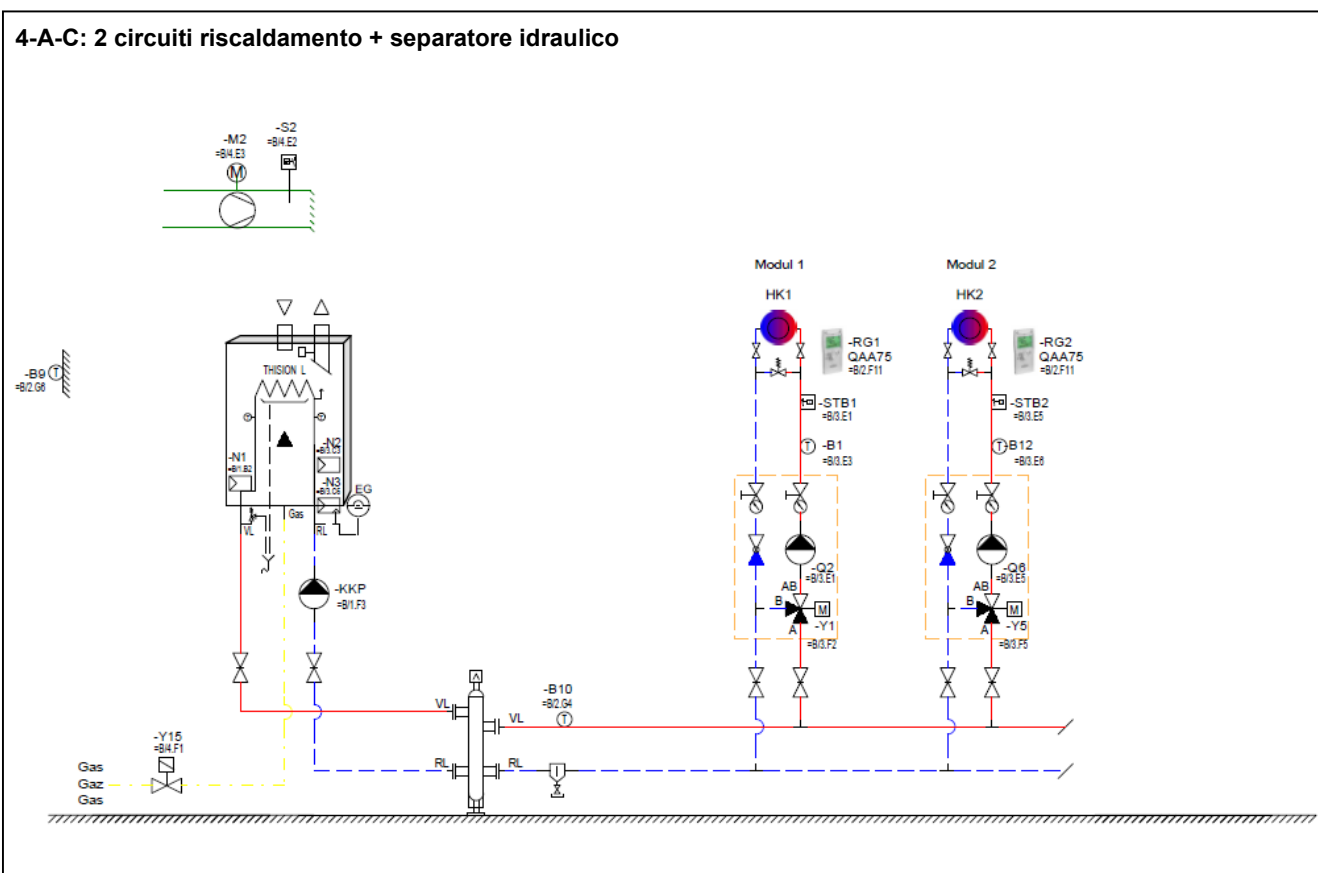 4-A-C: 2 circuiti riscaldamento + separatore idraulico
-S2
=B/4.E2
-M2
=B/4.E3
M
Modul 1
Modul 2
HK1
HK2
-RG1
QAA75
=B/2.F11
-RG2
QAA75
=B/2.F11
-B9
T
=B/2.G6
THISION L
-STB1
=B/3.E1
-STB2
=B/3.E5
T
-B1
=B/3.E3
T
-B12
=B/3.E6
-N1
=B/1.B2
-N2
=B/3.C3
-N3
=B/3.C6
EG
VL
Gas
RL
-KKP
=B/1.F3
-Q2
=B/3.E1
-Q6
=B/3.E5
AB
B
M
A
-Y1
=B/3.F2
AB
B
M
A
-Y5
=B/3.F5
A
-B10
=B/2.G4
T
VL
VL
RL
RL
-Y15
=B/4.F1
Gas
Gaz
Gas